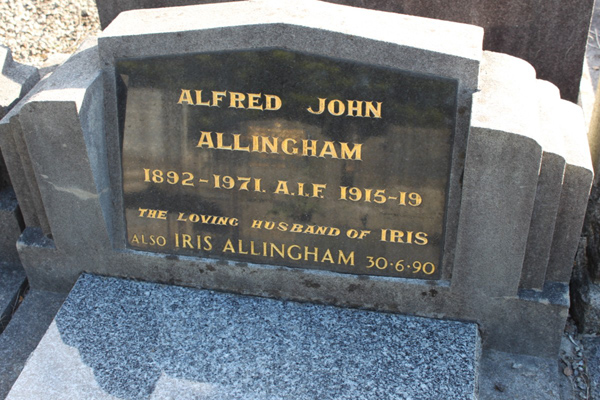 ALFRED JOHN
ALLINGHAM
1892-1971. A.I.F. 1915-19
THE LOVING HUSBAND OF IRIS
ALSO IRIS ALLINGHAM 30·6·90